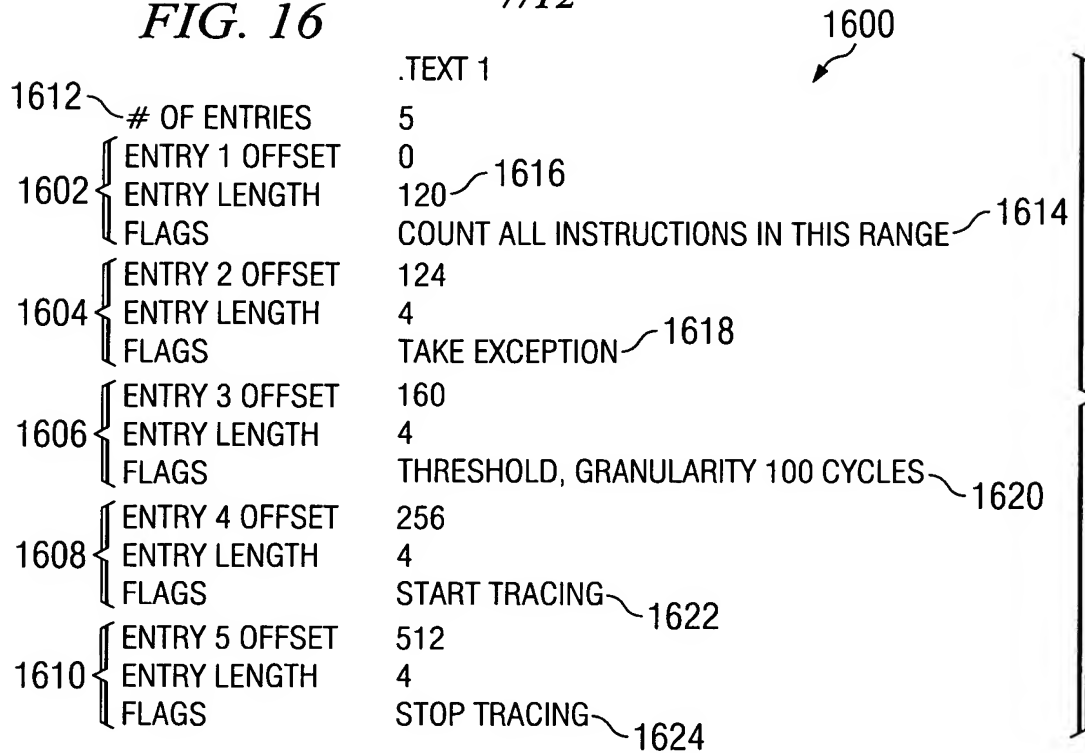 FIG. 16
1600
.TEXT 1
1612 # OF ENTRIES 5
ENTRY 1 OFFSET 0
1602 ENTRY LENGTH 120 1616
FLAGS COUNT ALL INSTRUCTIONS IN THIS RANGE 1614
ENTRY 2 OFFSET 124
1604 ENTRY LENGTH 4
FLAGS TAKE EXCEPTION 1618
ENTRY 3 OFFSET 160
1606 ENTRY LENGTH 4
FLAGS THRESHOLD, GRANULARITY 100 CYCLES 1620
ENTRY 4 OFFSET 256
1608 ENTRY LENGTH 4
FLAGS START TRACING 1622
ENTRY 5 OFFSET 512
1610 ENTRY LENGTH 4
FLAGS STOP TRACING 1624